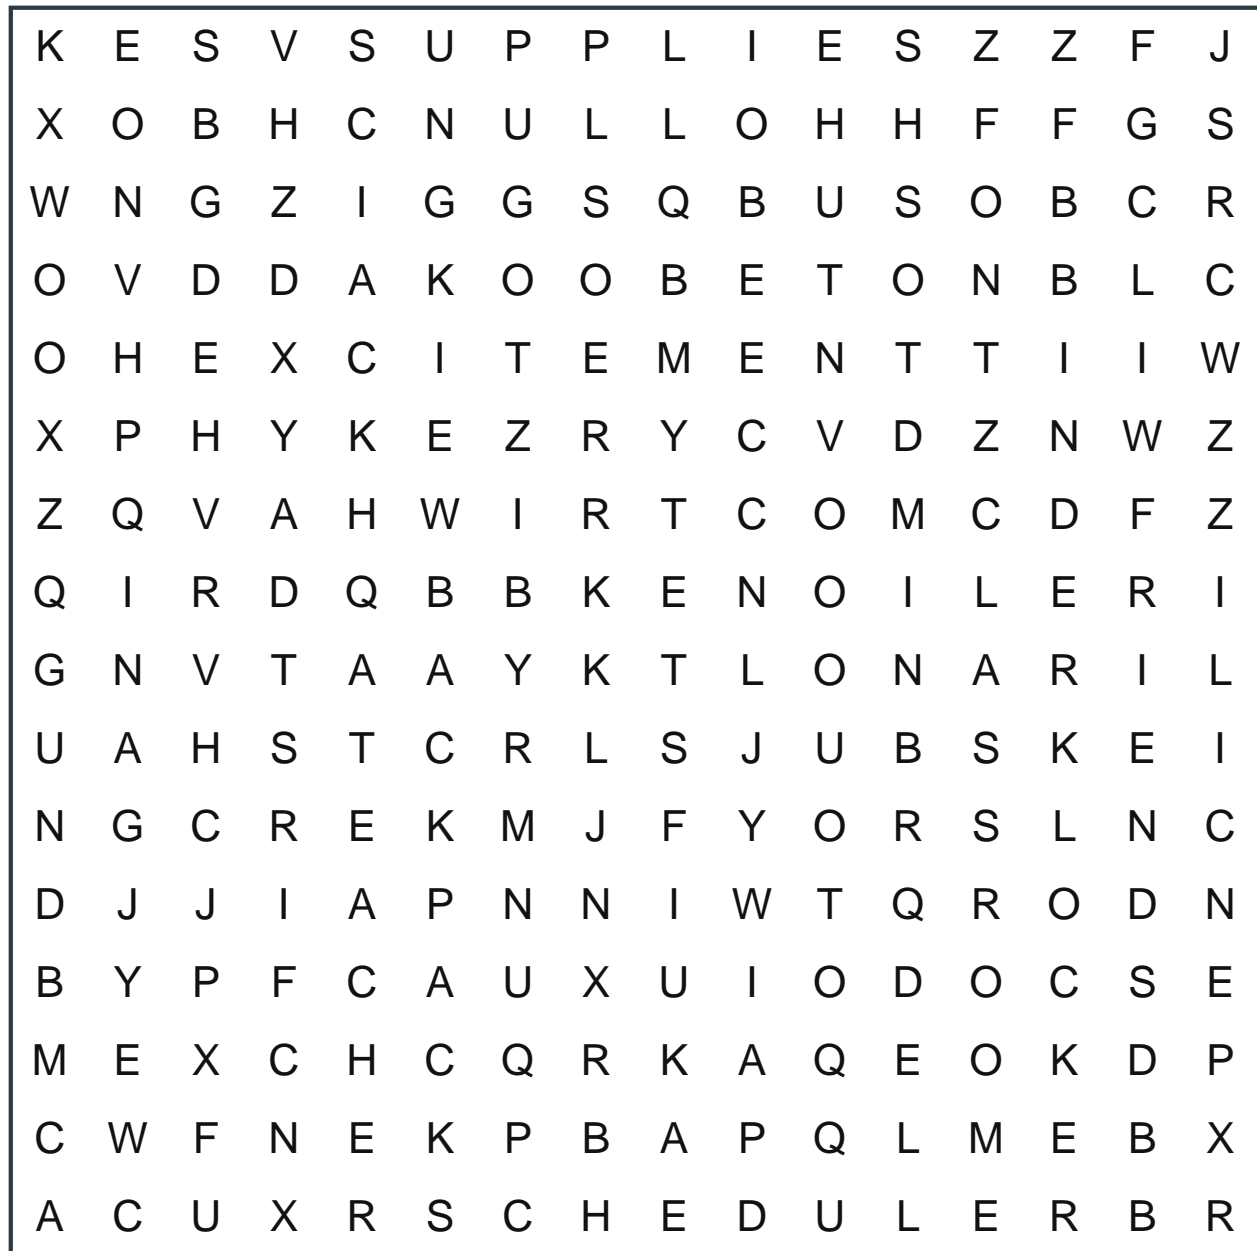 K E S V S U P P L I E S Z Z F J
X O B H C N U L L O H H F F G S
W N G Z I G G S Q B U S O B C R
O V D D A K O O B E T O N B L C
O H E X C I T E M E N T T I I W
X P H Y K E Z R Y C V D Z N W Z
Z Q V A H W I R T C O M C D F Z
Q I R D Q B B K E N O I L E R I
G N V T A A Y K T L O N A R I L
U A H S T C R L S J U B S K E I
N G C R E K M J F Y O R S L N C
D J J I A P N N I W T Q R O D N
B Y P F C A U X U I O D O C S E
M E X C H C Q R K A Q E O K D P
C W F N E K P B A P Q L M E B X
A C U X R S C H E D U L E R B R